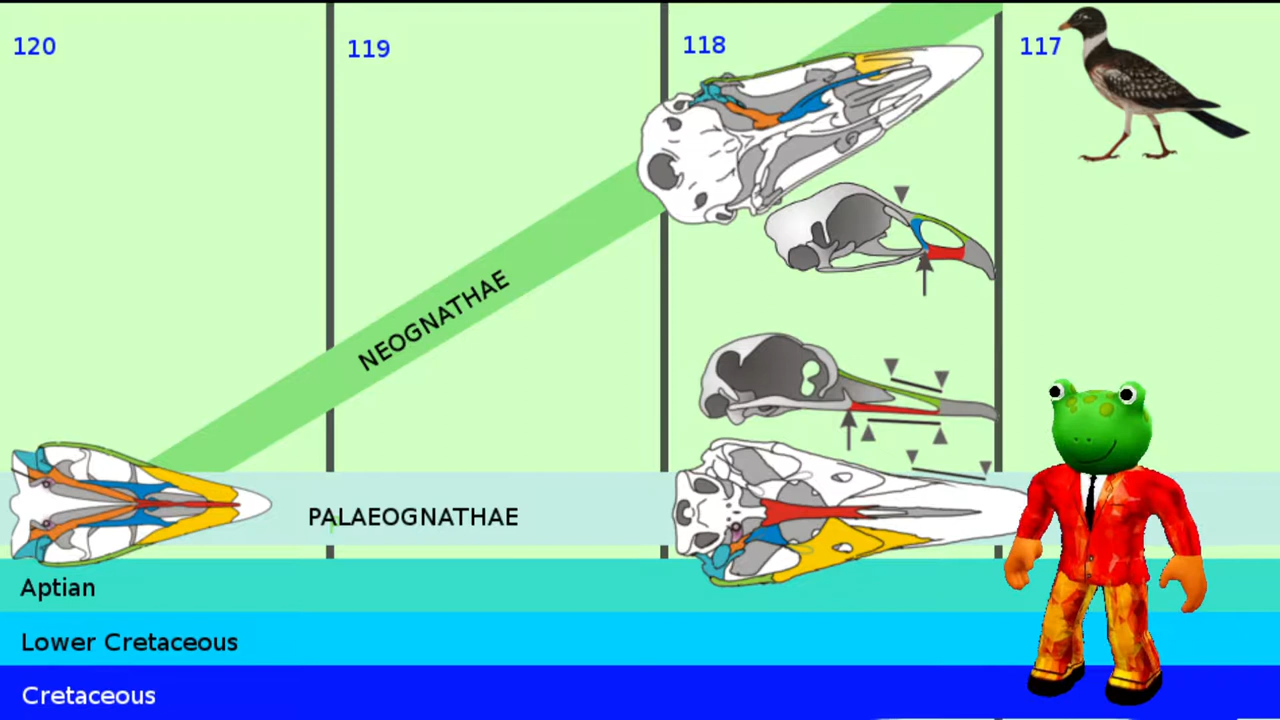 120
119
118
117
NEOGNATHAE
PALAEOGNATHAE
Aptian
Lower Cretaceous
Cretaceous